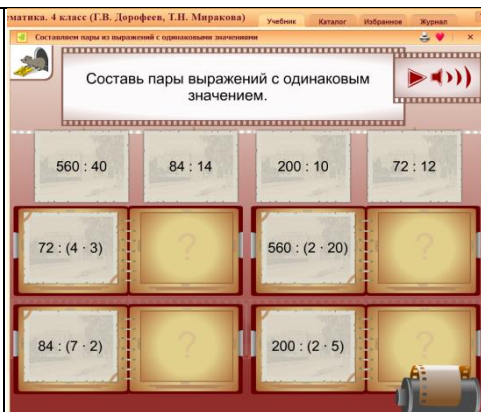 матика. 4 класс (Г.В. Дорофеев, Т.Н. Миракова)
Учебник Каталог Избранное Журнал
Составляем пары из выражений с одинаковыми значениями
Составь пары выражений с одинаковым
значением.
560 : 40 84 : 14 200 : 10 72 : 12
72 : (4 · 3) ? 560 : (2 · 20) ?
84 : (7 · 2) ? 200 : (2 · 5) ?